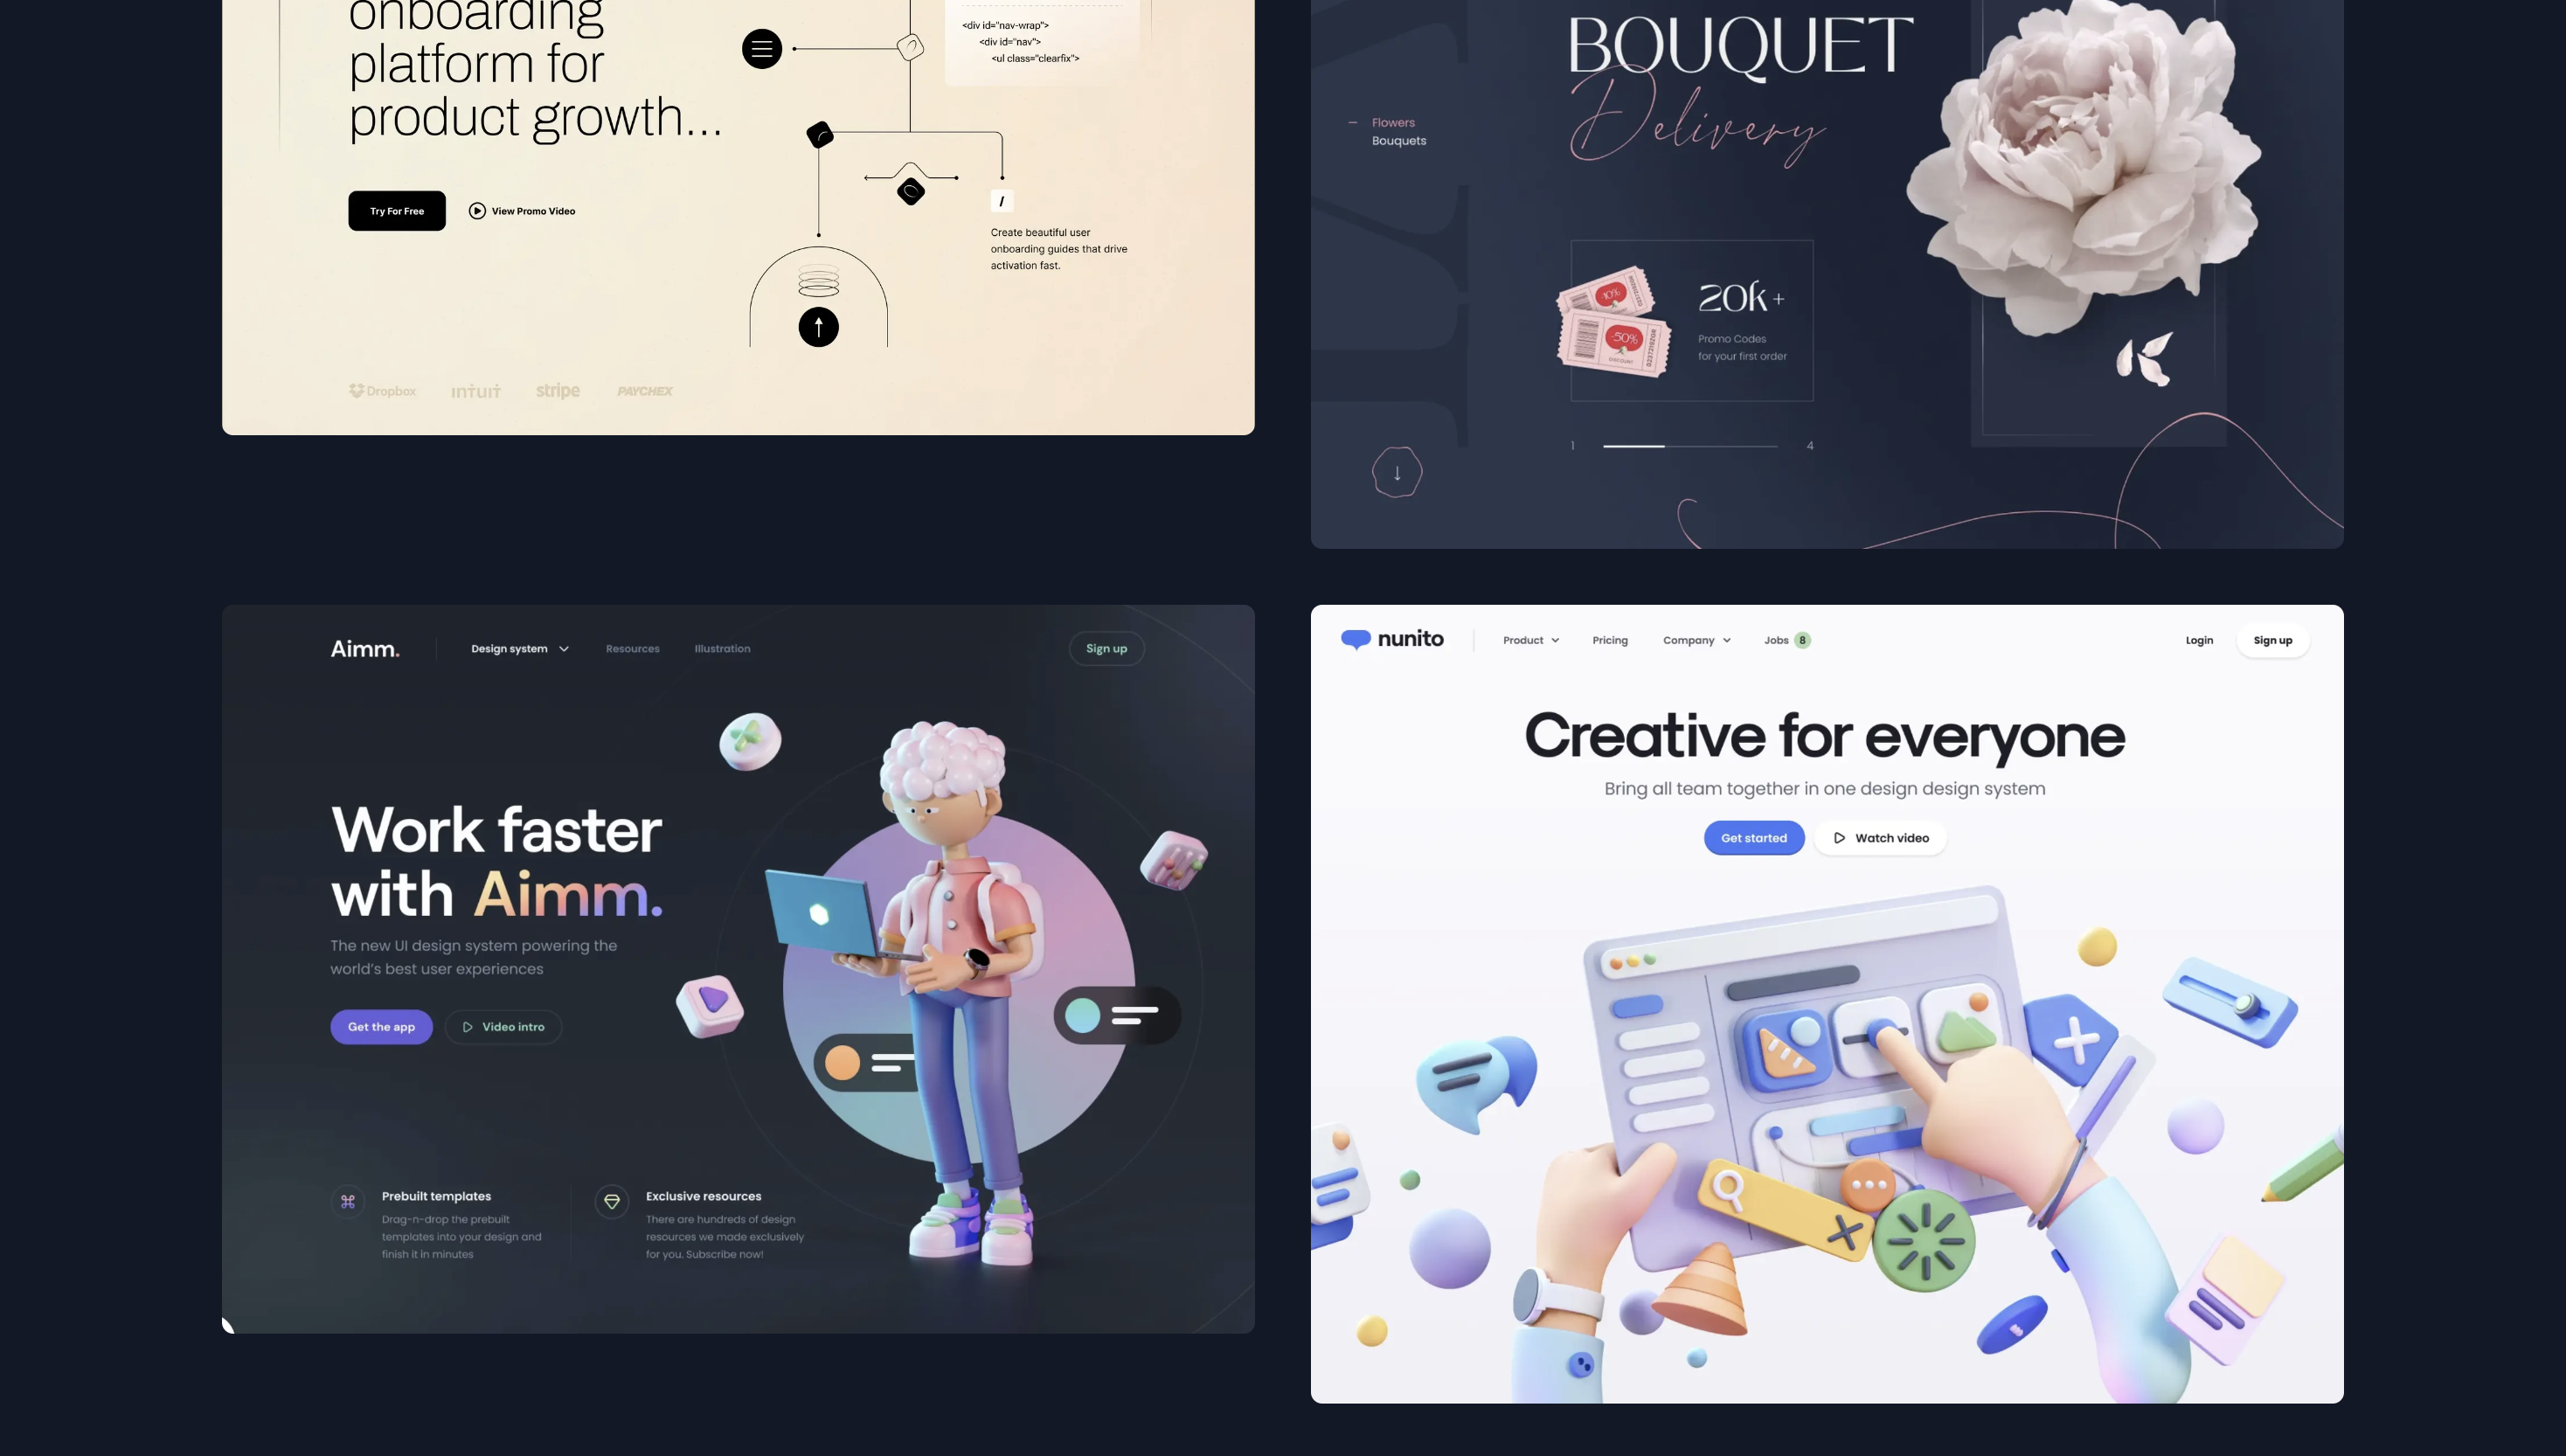 onboarding
platform for
product growth...
Try For Free
View Promo Video
Dropbox
intuit
stripe
PAYCHEX
<div id="nav-wrap">
<div id="nav">
<ul class="clearfix">
/
Create beautiful user
onboarding guides that drive
activation fast.
BOUQUET
Delivery
Flowers
Bouquets
-10%
-50%
DISCOUNT
20k+
Promo Codes
for your first order
1
4
Aimm.
Design system
Resources
Illustration
Sign up
Work faster
with Aimm.
The new UI design system powering the
world's best user experiences
Get the app
Video intro
Prebuilt templates
Drag-n-drop the prebuilt
templates into your design and
finish it in minutes
Exclusive resources
There are hundreds of design
resources we made exclusively
for you. Subscribe now!
nunito
Product
Pricing
Company
Jobs 8
Login
Sign up
Creative for everyone
Bring all team together in one design design system
Get started
Watch video